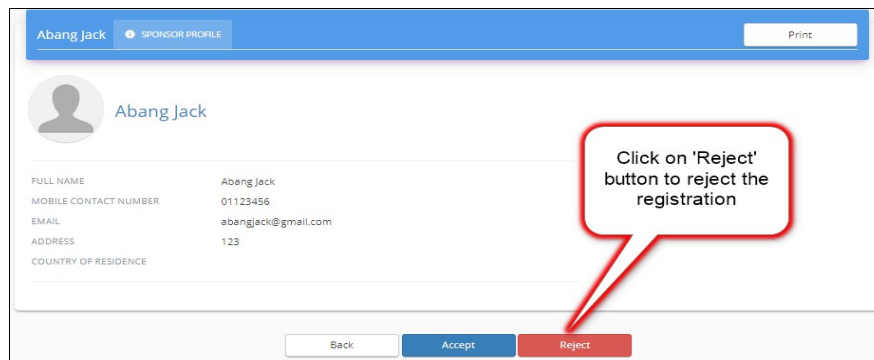 Abang Jack SPONSOR PROFILE Print
Abang Jack
Click on 'Reject'
button to reject the
registration
FULL NAME Abang Jack
MOBILE CONTACT NUMBER 01123456
EMAIL abangjack@gmail.com
ADDRESS 123
COUNTRY OF RESIDENCE
Back Accept Reject